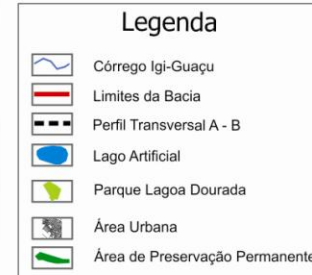 Legenda
Córrego Igi-Guaçu
Limites da Bacia
Perfil Transversal A - B
Lago Artificial
Parque Lagoa Dourada
Área Urbana
Área de Preservação Permanente